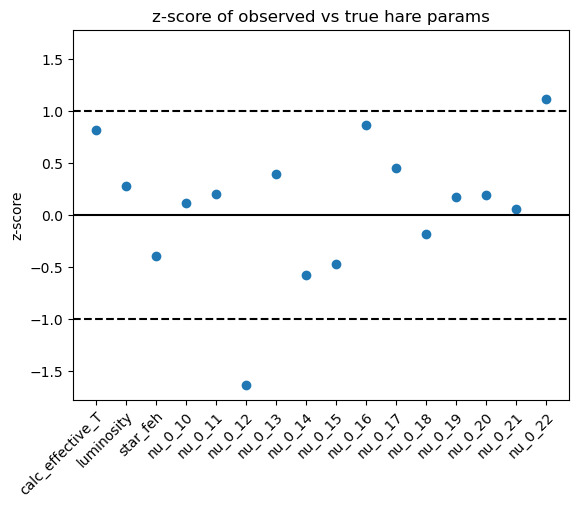 z-score of observed vs true hare params
z-score
1.5
1.0
0.5
0.0
−0.5
−1.0
−1.5
calc_effective_T
luminosity
star_feh
nu_0_10
nu_0_11
nu_0_12
nu_0_13
nu_0_14
nu_0_15
nu_0_16
nu_0_17
nu_0_18
nu_0_19
nu_0_20
nu_0_21
nu_0_22